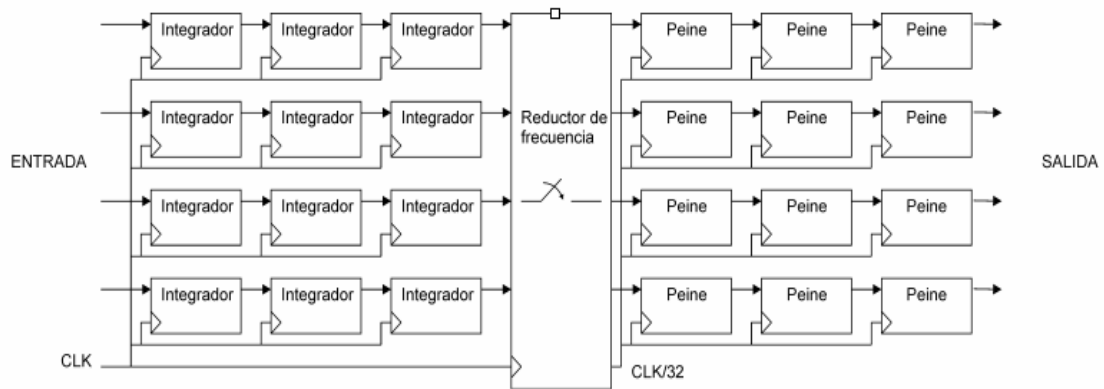 Integrador Integrador Integrador Peine Peine Peine
Integrador Integrador Integrador Reductor de frecuencia Peine Peine Peine
ENTRADA SALIDA
Integrador Integrador Integrador Peine Peine Peine
Integrador Integrador Integrador Peine Peine Peine
CLK CLK/32